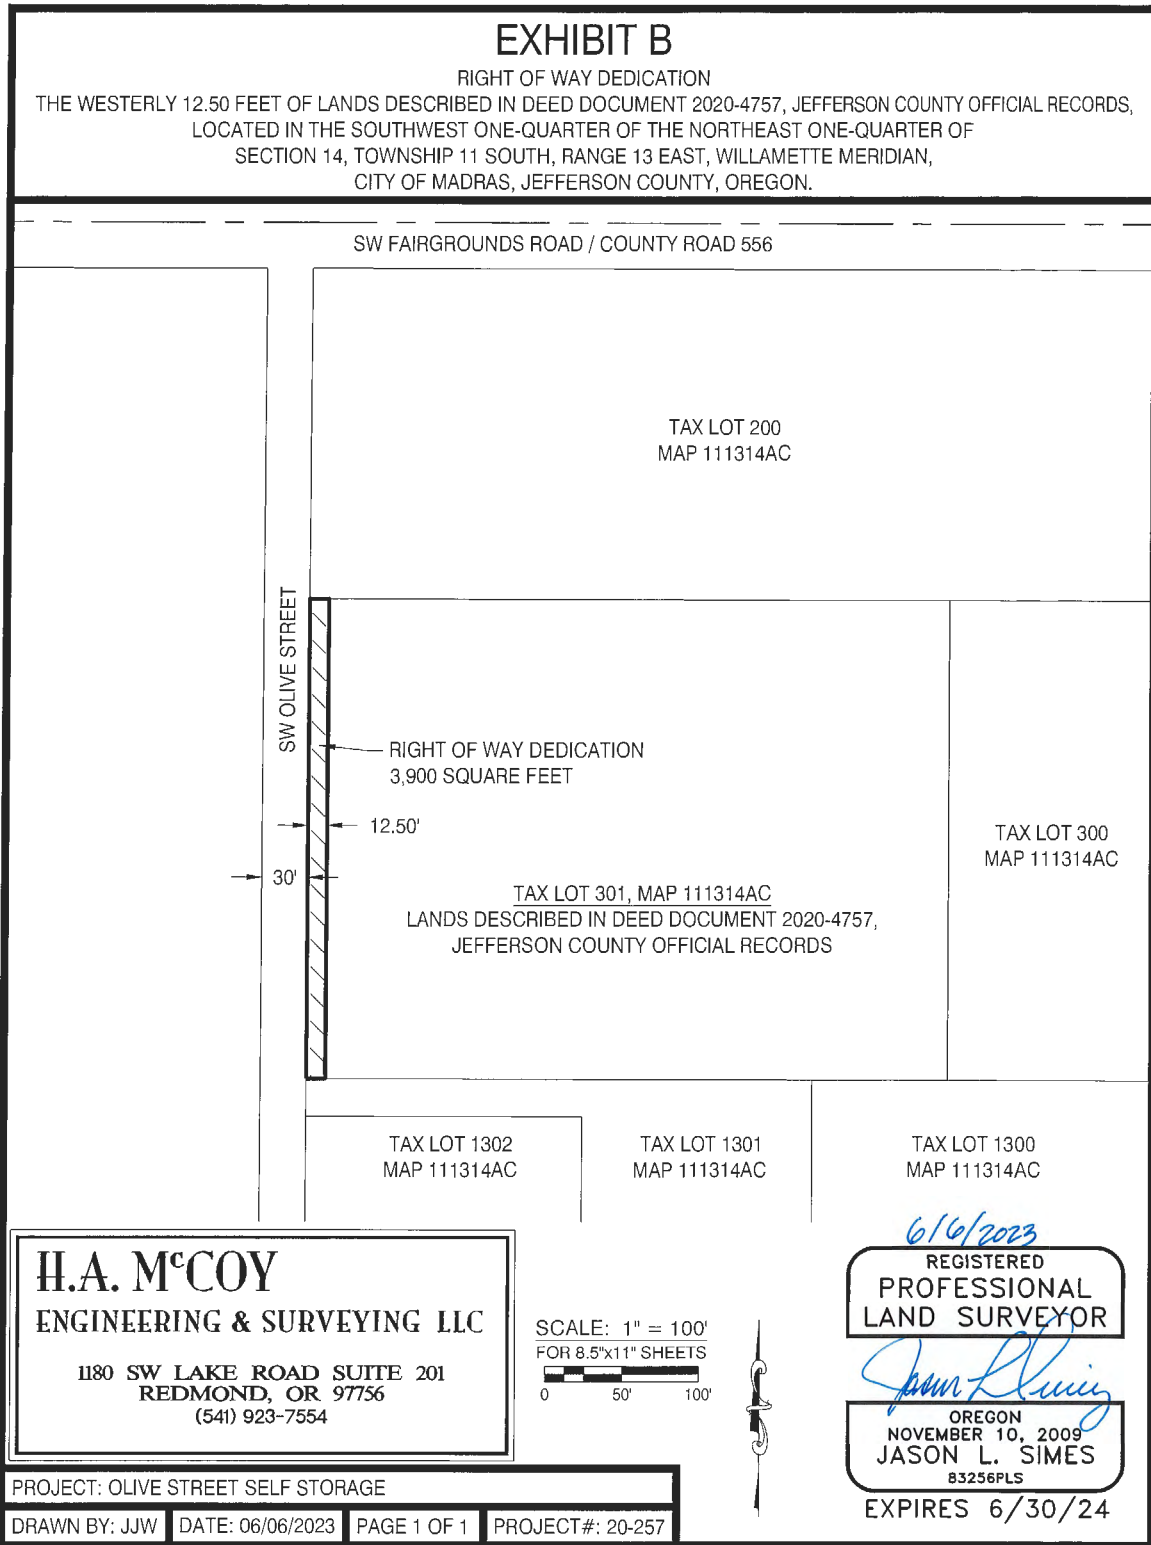 EXHIBIT B
RIGHT OF WAY DEDICATION
THE WESTERLY 12.50 FEET OF LANDS DESCRIBED IN DEED DOCUMENT 2020-4757, JEFFERSON COUNTY OFFICIAL RECORDS,
LOCATED IN THE SOUTHWEST ONE-QUARTER OF THE NORTHEAST ONE-QUARTER OF
SECTION 14, TOWNSHIP 11 SOUTH, RANGE 13 EAST, WILLAMETTE MERIDIAN,
CITY OF MADRAS, JEFFERSON COUNTY, OREGON.
SW FAIRGROUNDS ROAD / COUNTY ROAD 556
TAX LOT 200
MAP 111314AC
SW OLIVE STREET
RIGHT OF WAY DEDICATION
3,900 SQUARE FEET
12.50'
30'
TAX LOT 300
MAP 111314AC
TAX LOT 301, MAP 111314AC
LANDS DESCRIBED IN DEED DOCUMENT 2020-4757,
JEFFERSON COUNTY OFFICIAL RECORDS
TAX LOT 1302
MAP 111314AC
TAX LOT 1301
MAP 111314AC
TAX LOT 1300
MAP 111314AC
H.A. McCOY
ENGINEERING & SURVEYING LLC
1180 SW LAKE ROAD SUITE 201
REDMOND, OR 97756
(541) 923-7554
SCALE: 1" = 100'
FOR 8.5"x11" SHEETS
0 50' 100'
6/6/2023
REGISTERED
PROFESSIONAL
LAND SURVEYOR
OREGON
NOVEMBER 10, 2009
JASON L. SIMES
83256PLS
EXPIRES 6/30/24
PROJECT: OLIVE STREET SELF STORAGE
DRAWN BY: JJW DATE: 06/06/2023 PAGE 1 OF 1 PROJECT#: 20-257